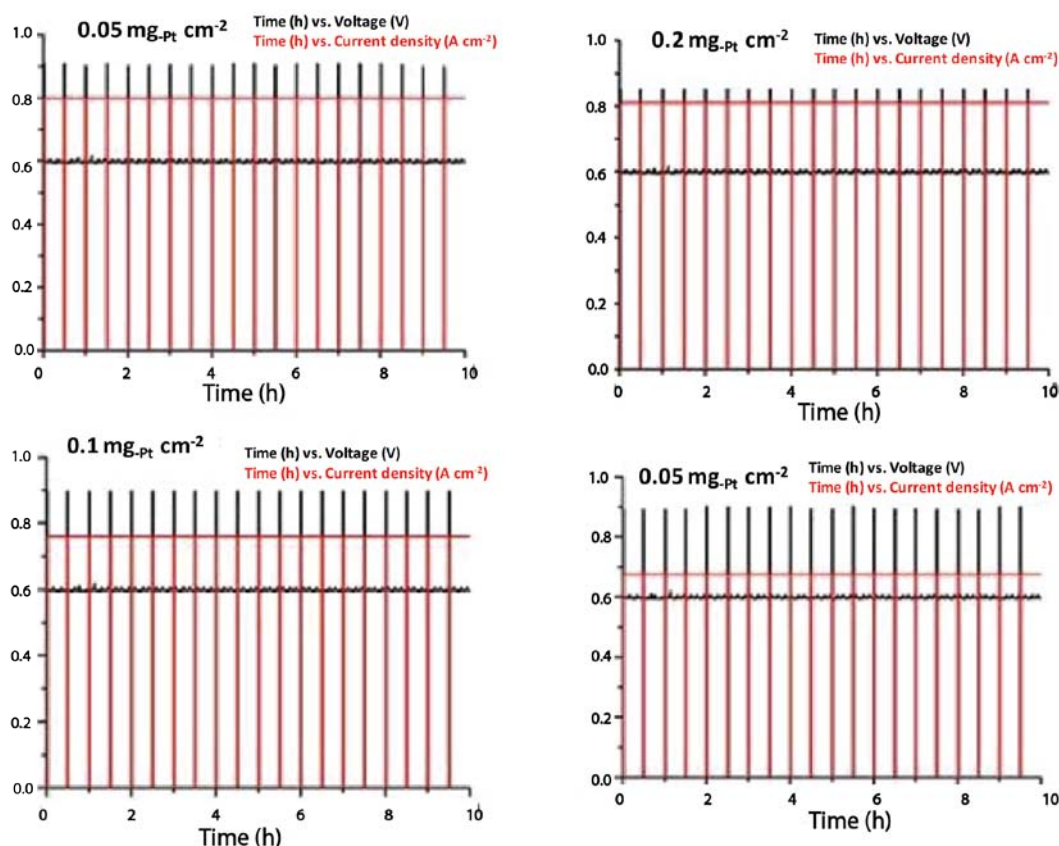 0.05 mg-Pt cm-2
Time (h) vs. Voltage (V)
Time (h) vs. Current density (A cm-2)
1.0
0.8
0.6
0.4
0.2
0.0
0 2 4 6 8 10
Time (h)
0.2 mg-Pt cm-2
Time (h) vs. Voltage (V)
Time (h) vs. Current density (A cm-2)
1.0
0.8
0.6
0.4
0.2
0.0
0 2 4 6 8 10
Time (h)
0.1 mg-Pt cm-2
Time (h) vs. Voltage (V)
Time (h) vs. Current density (A cm-2)
1.0
0.8
0.6
0.4
0.2
0.0
0 2 4 6 8 10
Time (h)
0.05 mg-Pt cm-2
Time (h) vs. Voltage (V)
Time (h) vs. Current density (A cm-2)
1.0
0.8
0.6
0.4
0.2
0.0
0 2 4 6 8 10
Time (h)